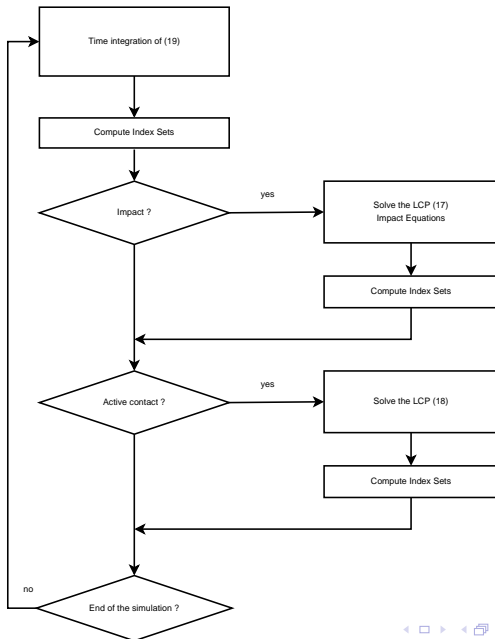 Time integration of (19)
Compute Index Sets
Impact ?
yes
Solve the LCP (17)
Impact Equations
Compute Index Sets
Active contact ?
yes
Solve the LCP (18)
Compute Index Sets
no
End of the simulation ?